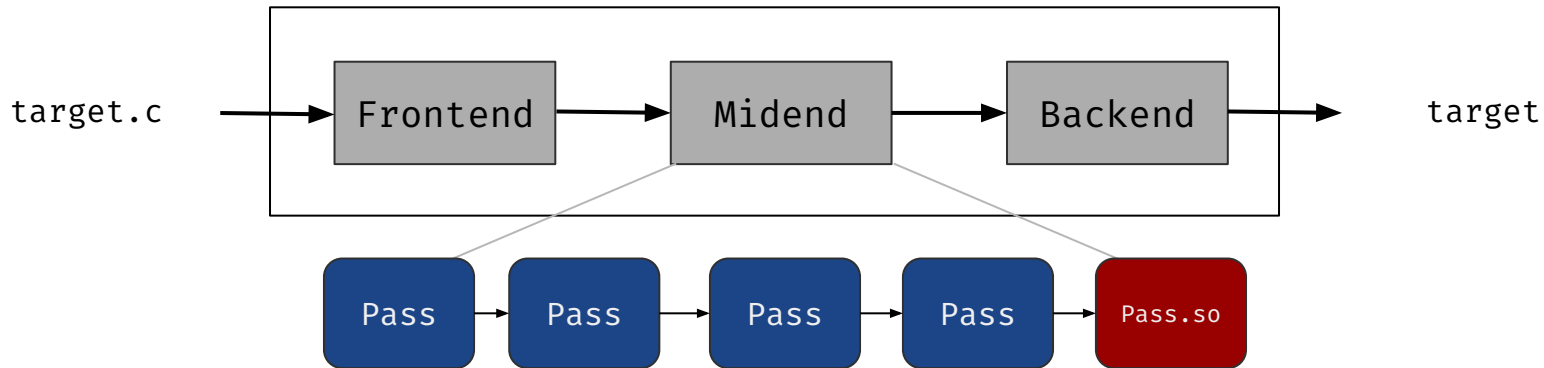 target.c
Frontend
Midend
Backend
target
Pass
Pass
Pass
Pass
Pass.so